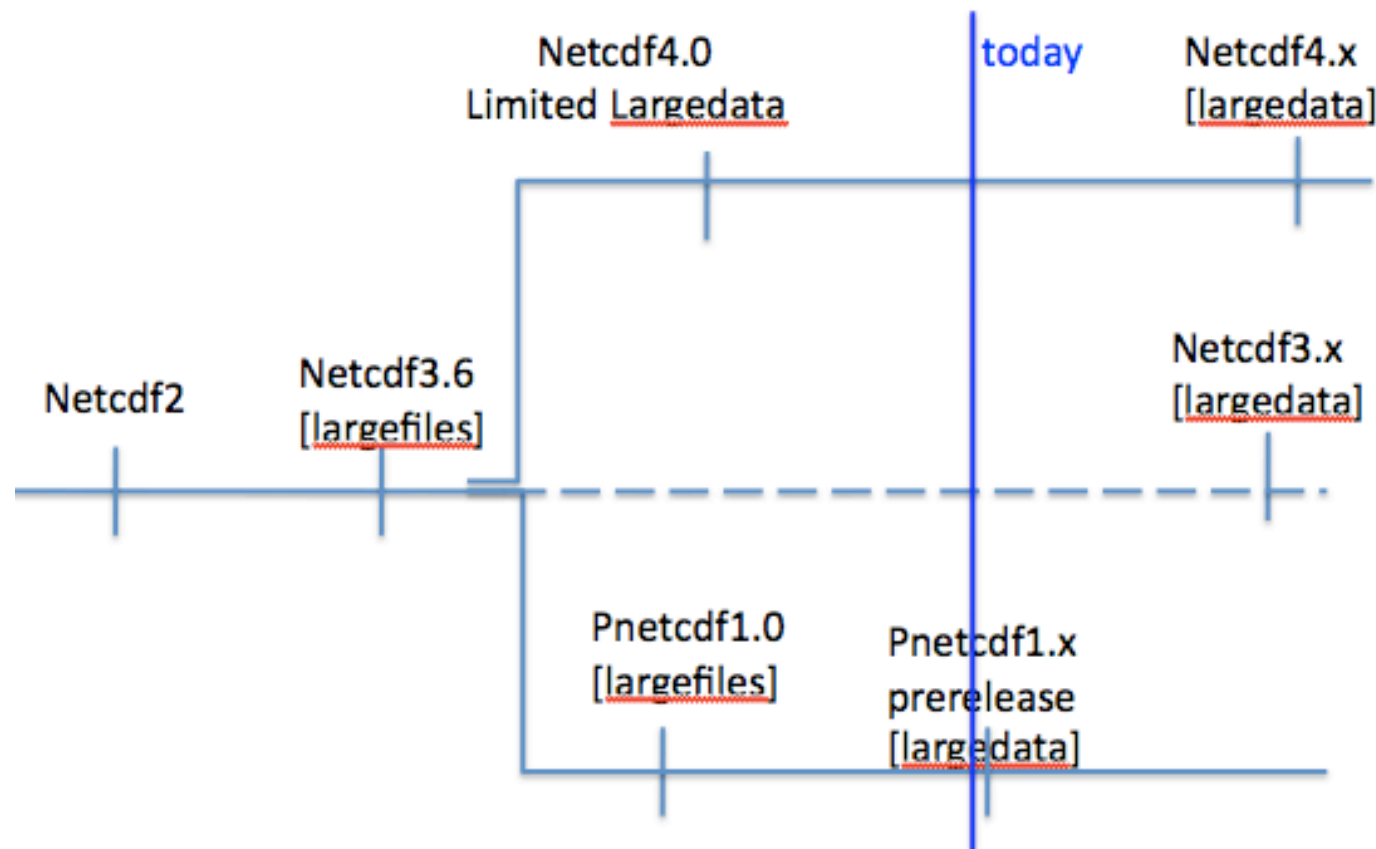 Netcdf4.0
Limited Largedata
today
Netcdf4.x
[largedata]
Netcdf2
Netcdf3.6
[largefiles]
Netcdf3.x
[largedata]
Pnetcdf1.0
[largefiles]
Pnetcdf1.x
prerelease
[largedata]